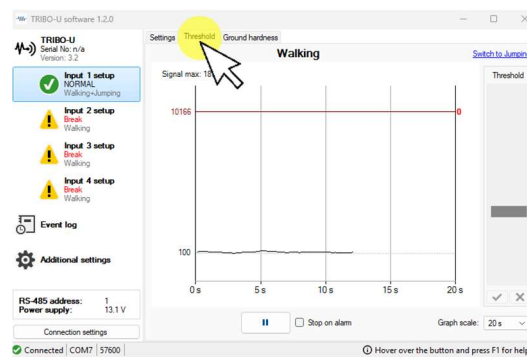 TRIBO-U software 1.2.0
TRIBO-U
Serial No: n/a
Version: 3.2
Input 1 setup
NORMAL
Walking+Jumping
Input 2 setup
Break
Walking
Input 3 setup
Break
Walking
Input 4 setup
Break
Walking
Event log
Additional settings
RS-485 address: 1
Power supply: 13.1 V
Connection settings
Settings Threshold Ground hardness
Walking
Switch to Jumpin
Signal max: 18
Threshold
10166
0
100
0 s 5 s 10 s 15 s 20 s
Stop on alarm
Graph scale: 20 s
Connected COM7 57600
Hover over the button and press F1 for help